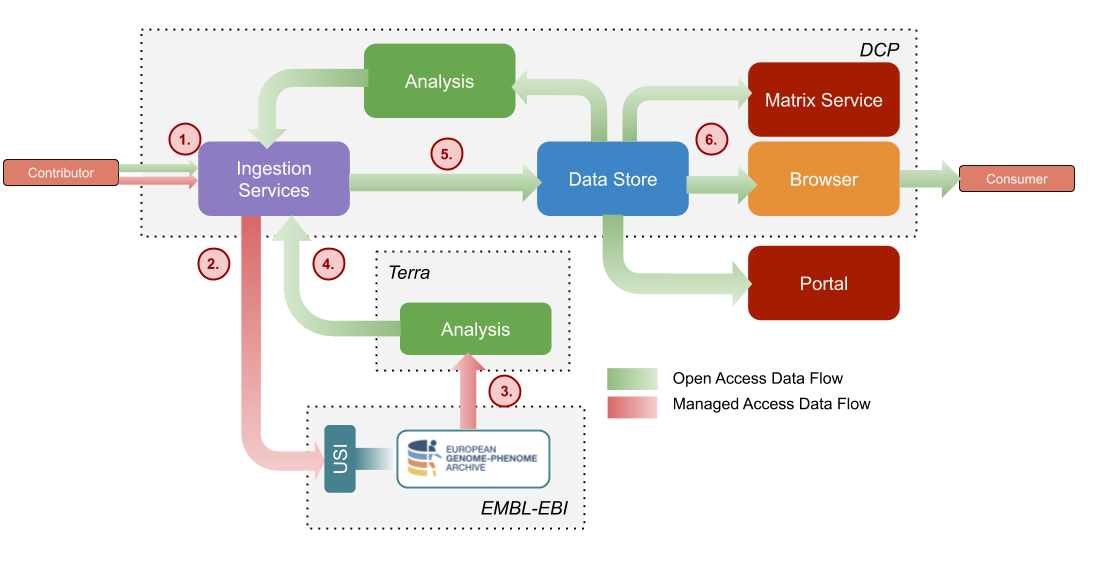 DCP
Analysis
Matrix Service
1.
5.
6.
Contributor
Ingestion
Services
Data Store
Browser
Consumer
2.
4.
Terra
Portal
Analysis
3.
Open Access Data Flow
Managed Access Data Flow
USI
EUROPEAN
GENOME-PHENOME
ARCHIVE
EMBL-EBI